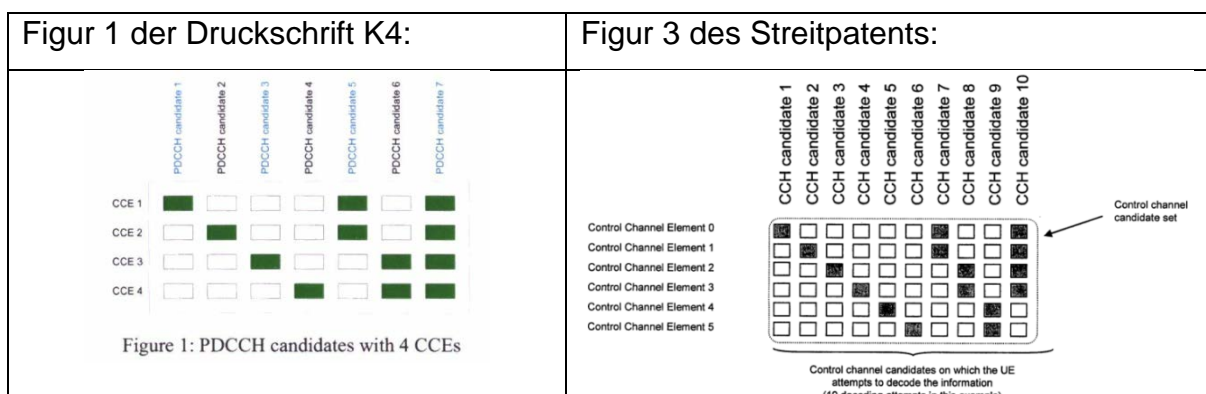 Figur 1 der Druckschrift K4:
Figur 3 des Streitpatents:
PDCCH candidate 1
PDCCH candidate 2
PDCCH candidate 3
PDCCH candidate 4
PDCCH candidate 5
PDCCH candidate 6
PDCCH candidate 7
CCE 1
CCE 2
CCE 3
CCE 4
Figure 1: PDCCH candidates with 4 CCEs
CCH candidate 1
CCH candidate 2
CCH candidate 3
CCH candidate 4
CCH candidate 5
CCH candidate 6
CCH candidate 7
CCH candidate 8
CCH candidate 9
CCH candidate 10
Control channel
candidate set
Control Channel Element 0
Control Channel Element 1
Control Channel Element 2
Control Channel Element 3
Control Channel Element 4
Control Channel Element 5
Control channel candidates on which the UE
attempts to decode the information
(10 decoding attempts in this example)